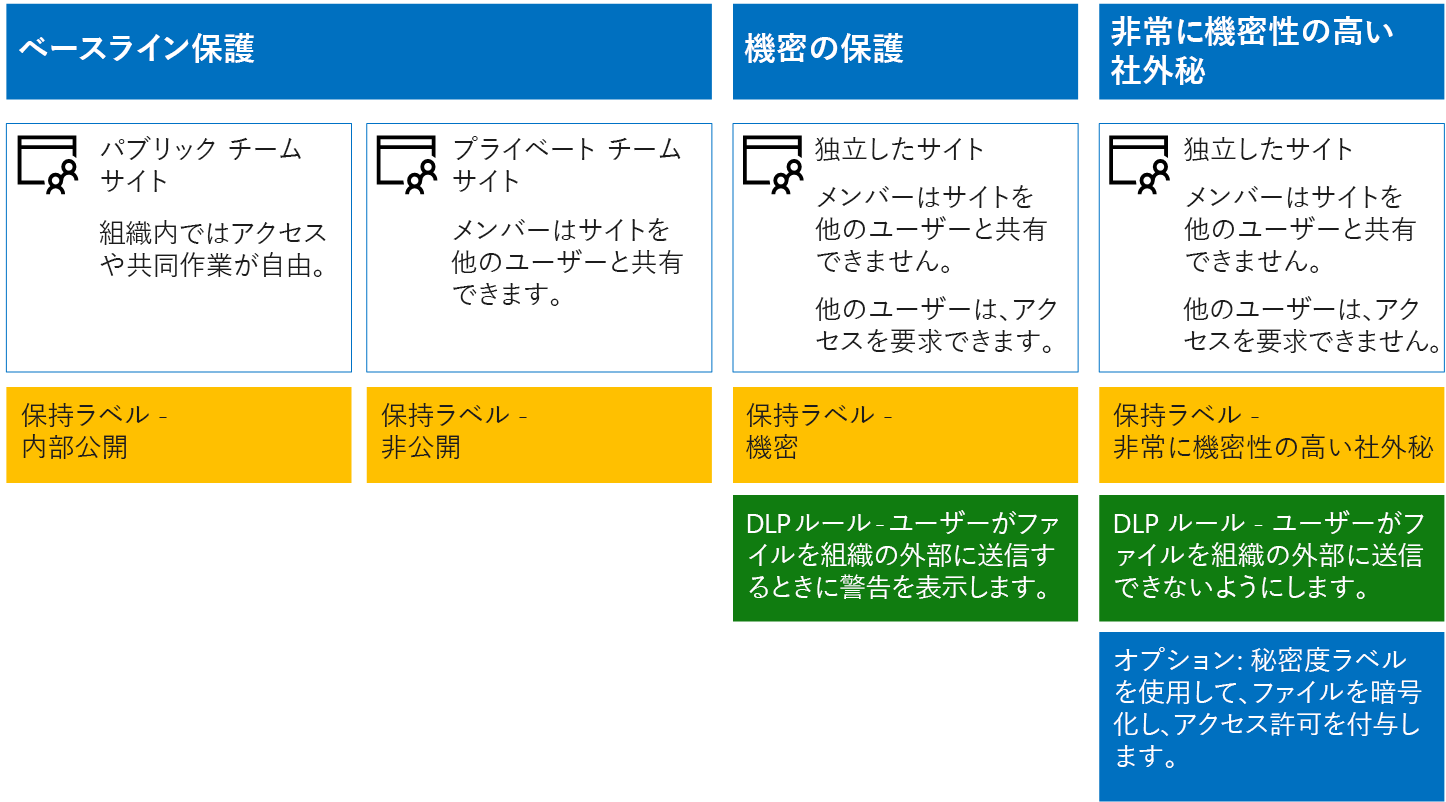 ベースライン保護
機密の保護
非常に機密性の高い
社外秘
パブリック チーム
サイト
組織内ではアクセス
や共同作業が自由。
プライベート チーム
サイト
メンバーはサイトを
他のユーザーと共有
できます。
独立したサイト
メンバーはサイトを
他のユーザーと共有
できません。
他のユーザーは、アク
セスを要求できます。
独立したサイト
メンバーはサイトを
他のユーザーと共有
できません。
他のユーザーは、アク
セスを要求できません。
保持ラベル -
内部公開
保持ラベル -
非公開
保持ラベル -
機密
保持ラベル -
非常に機密性の高い社外秘
DLP ルール - ユーザーがファ
イルを組織の外部に送信す
るときに警告を表示します。
DLP ルール - ユーザーがフ
ァイルを組織の外部に送信
できないようにします。
オプション: 秘密度ラベル
を使用して、ファイルを暗号
化し、アクセス許可を付与し
ます。